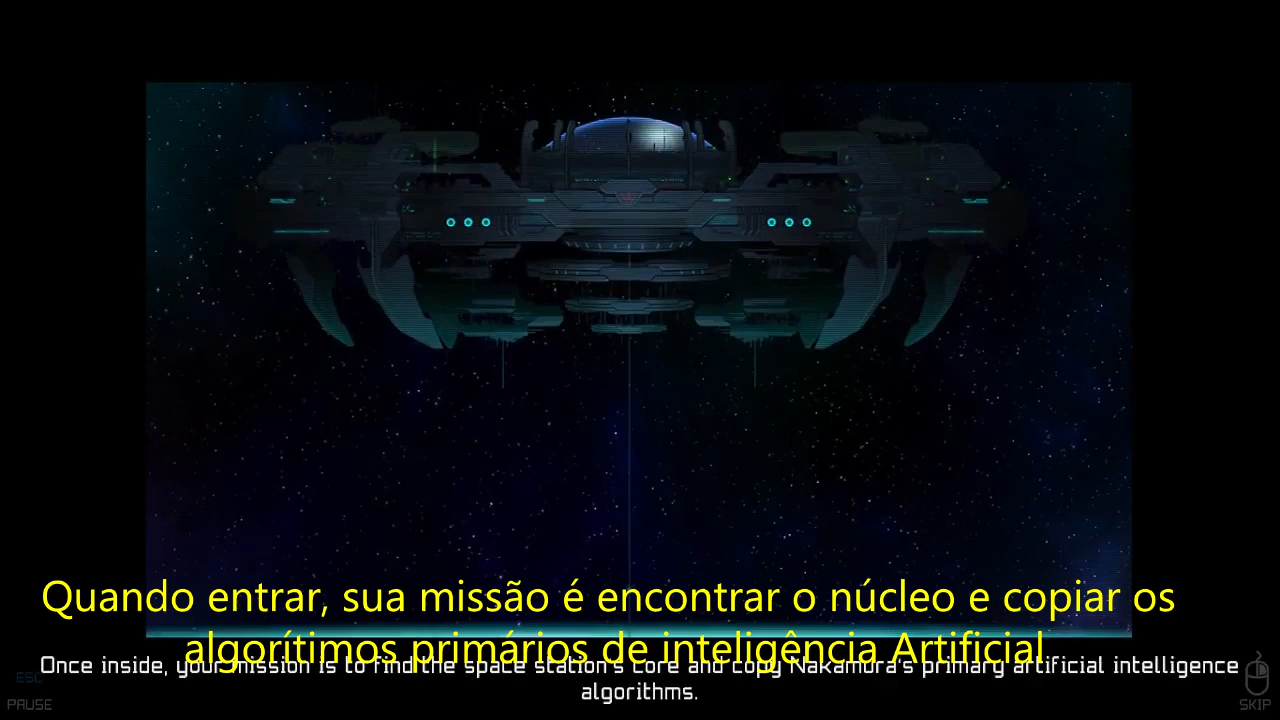 Quando entrar, sua missão é encontrar o núcleo e copiar os
algorítimos primários de inteligência Artificial
Once inside, your mission is to find the space station's core and copy Nakamura's primary artificial intelligence
algorithms.
ESC
PAUSE
SKIP